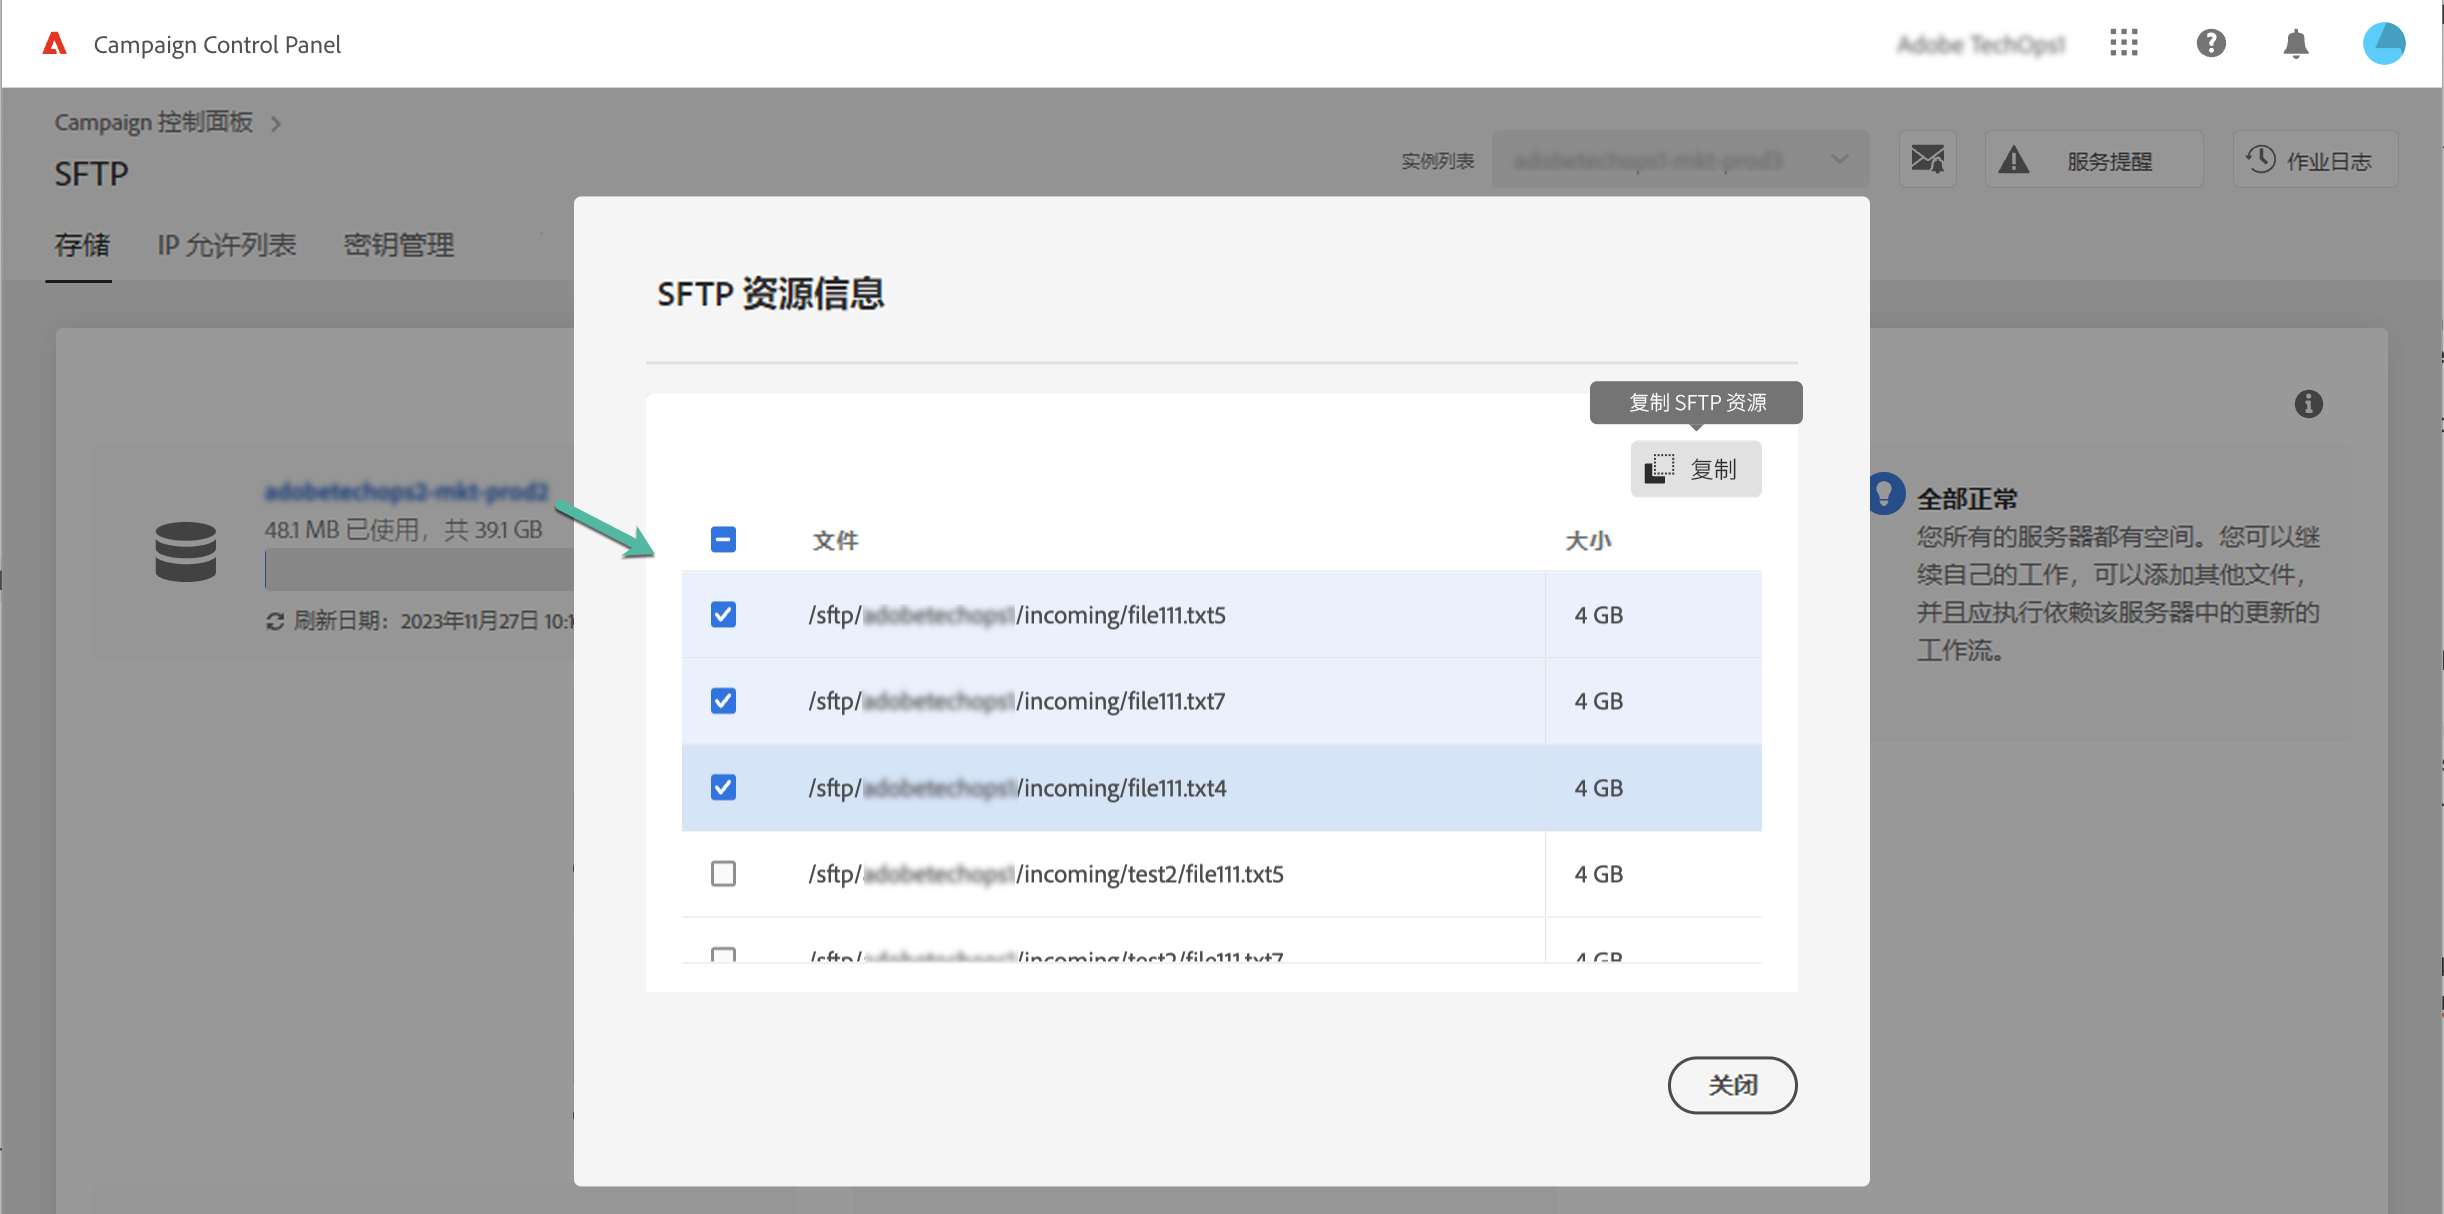 Campaign Control Panel
Campaign 控制面板
SFTP
实例列表
服务提醒
作业日志
存储 IP 允许列表 密钥管理
48.1 MB 已使用，共 39.1 GB
刷新日期： 2023年11月27日 10:1
SFTP 资源信息
复制 SFTP 资源
复制
文件 大小
/sftp/ /incoming/file111.txt5 4 GB
/sftp/ /incoming/file111.txt7 4 GB
/sftp/ /incoming/file111.txt4 4 GB
/sftp/ /incoming/test2/file111.txt5 4 GB
/sftp/ /incoming/test2/file111.txt7 4 GB
关闭
全部正常
您所有的服务器都有空间。您可以继
续自己的工作，可以添加其他文件，
并且应执行依赖该服务器中的更新的
工作流。